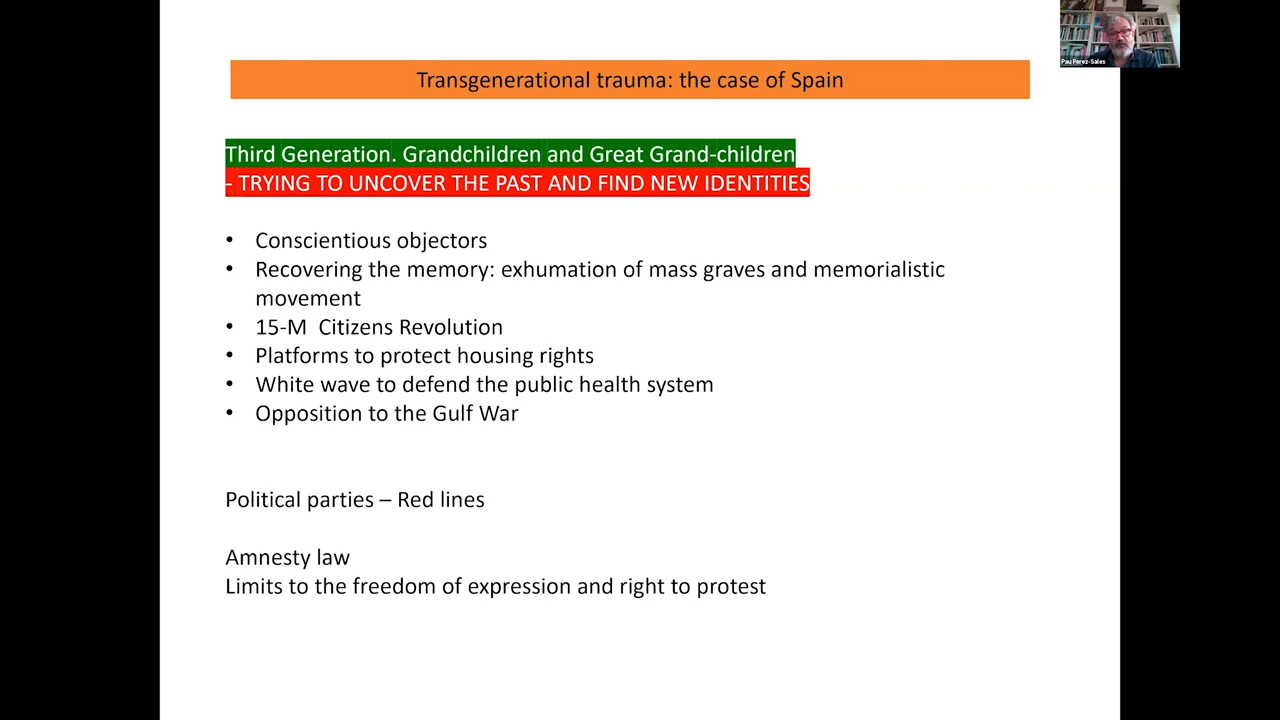 Pau Perez-Sales
Transgenerational trauma: the case of Spain
Third Generation. Grandchildren and Great Grand-children
- TRYING TO UNCOVER THE PAST AND FIND NEW IDENTITIES
• Conscientious objectors
• Recovering the memory: exhumation of mass graves and memorialistic
movement
• 15-M  Citizens Revolution
• Platforms to protect housing rights
• White wave to defend the public health system
• Opposition to the Gulf War
Political parties – Red lines
Amnesty law
Limits to the freedom of expression and right to protest